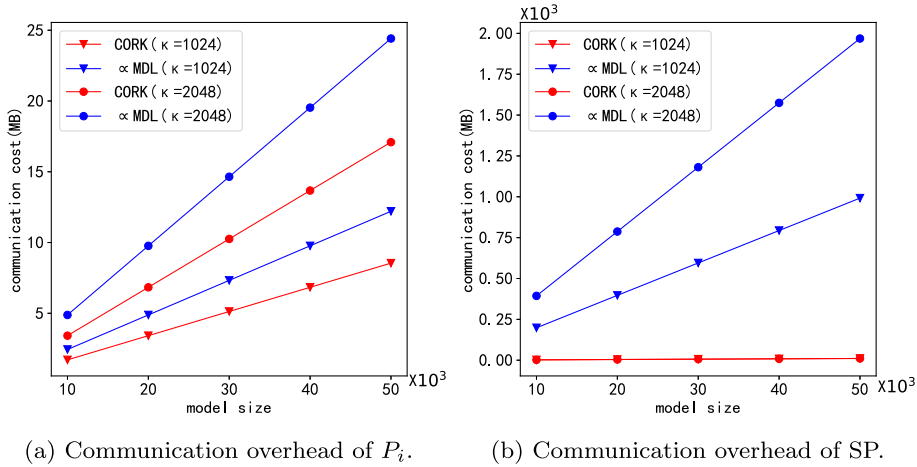 CORK(κ=1024)
∝MDL(κ=1024)
CORK(κ=2048)
∝MDL(κ=2048)
communication cost(MB)
25
20
15
10
5
10 20 30 40 50
X10³
model size
(a) Communication overhead of Pᵢ.
X10³
CORK(κ=1024)
∝MDL(κ=1024)
CORK(κ=2048)
∝MDL(κ=2048)
communication cost(MB)
2.00
1.75
1.50
1.25
1.00
0.75
0.50
0.25
0.00
10 20 30 40 50
X10³
model size
(b) Communication overhead of SP.